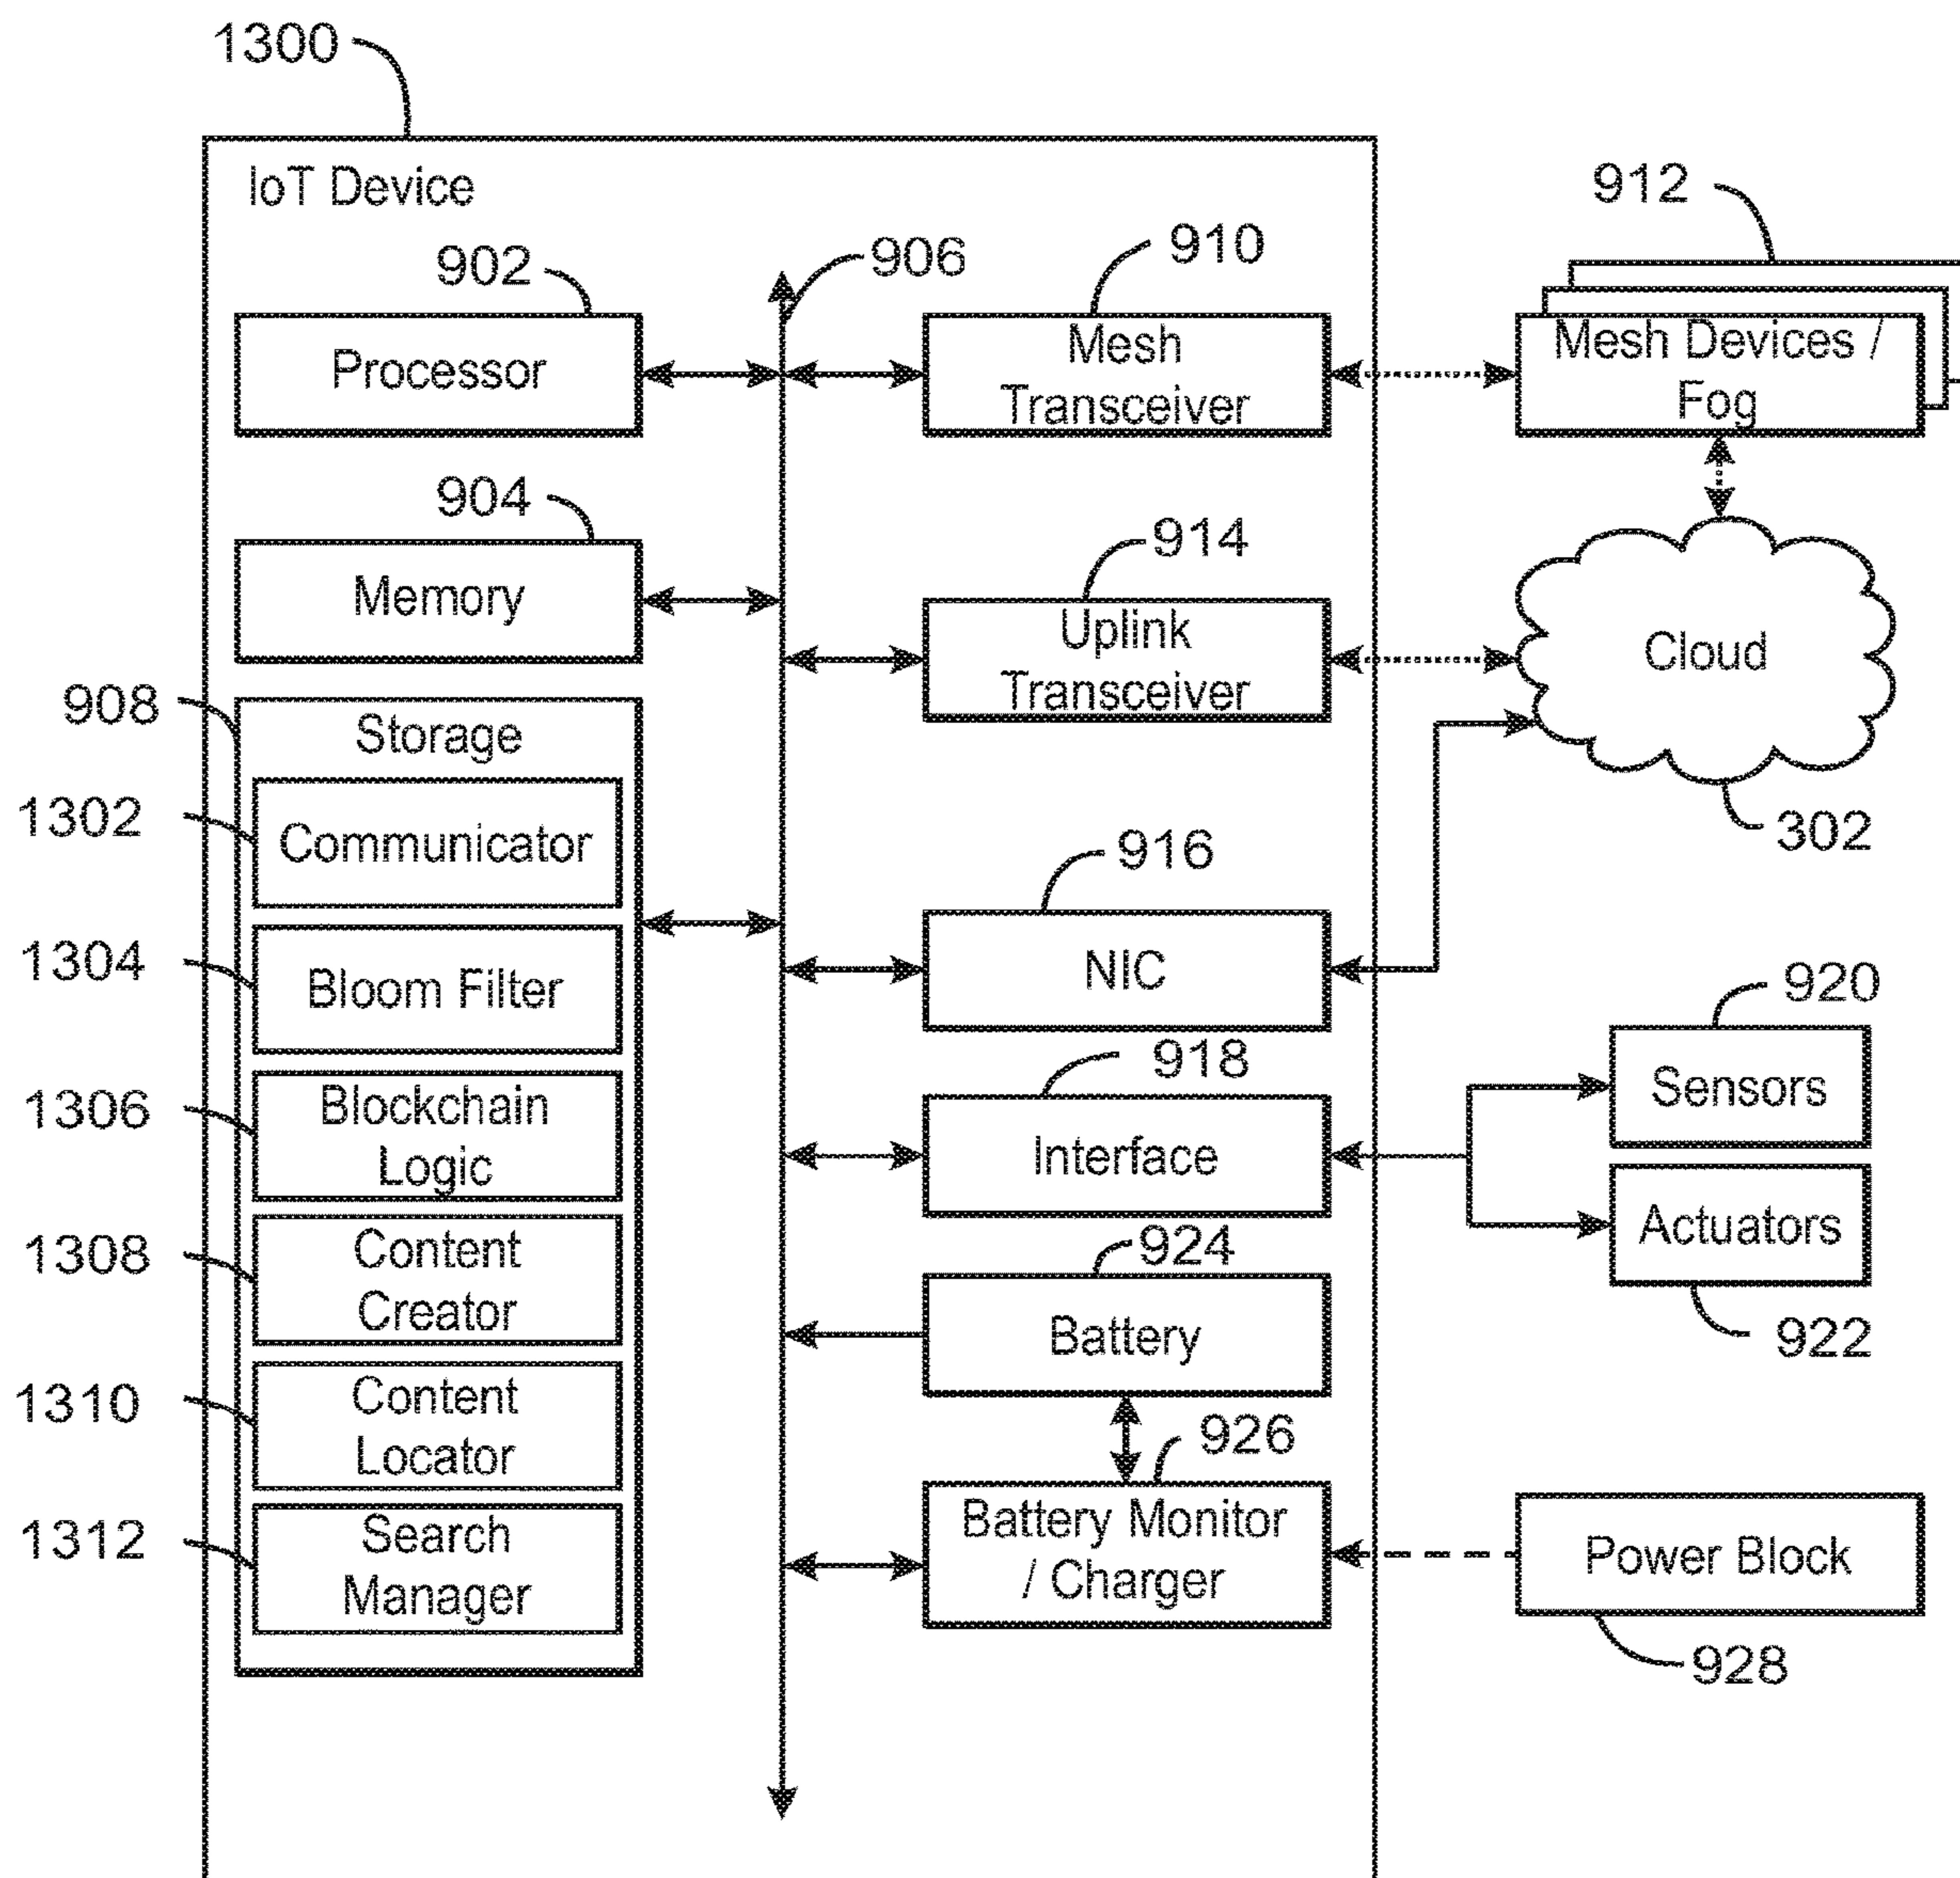 1300
IoT Device
912
902
906
910
Processor
Mesh
Transceiver
Mesh Devices /
Fog
904
914
Memory
Uplink
Transceiver
Cloud
908
Storage
302
1302
Communicator
916
1304
Bloom Filter
NIC
920
918
Sensors
1306
Blockchain
Logic
Interface
Actuators
1308
Content
Creator
924
922
Battery
1310
Content
Locator
926
1312
Search
Manager
Battery Monitor
/ Charger
Power Block
928